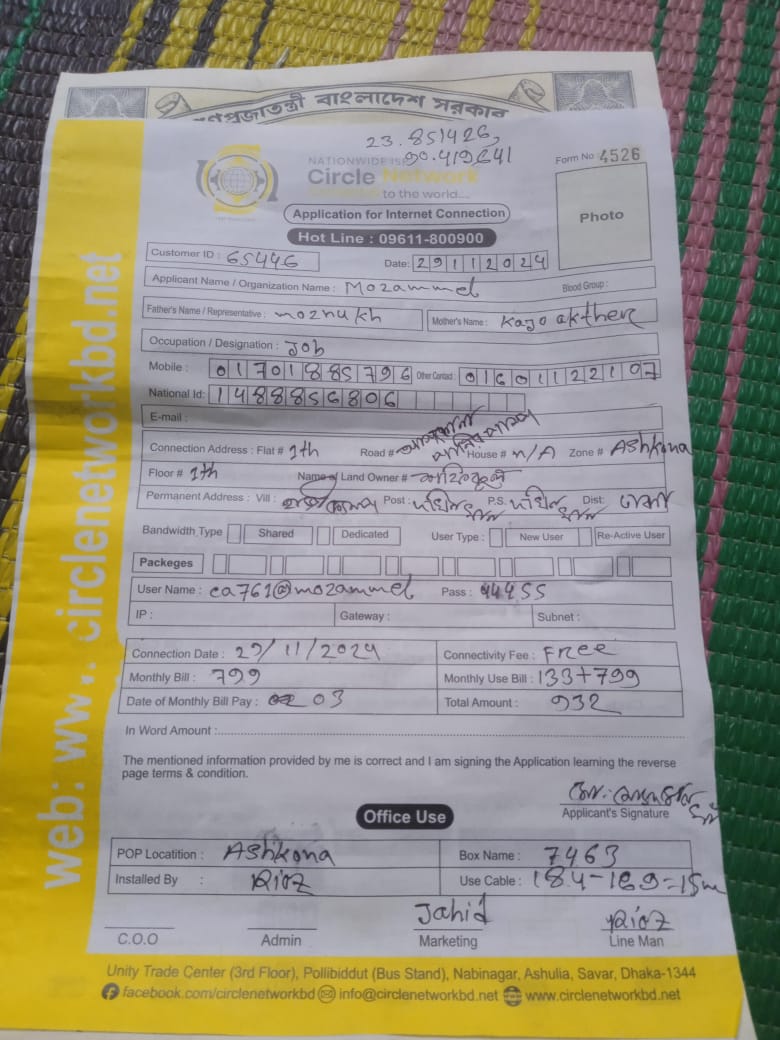 গণপ্রজাতন্ত্রী বাংলাদেশ সরকার
23.851426,
90.419641
Form No 4526
NATIONWIDE ISP
Circle Network
to the world....
Photo
Application for Internet Connection
Hot Line : 09611-800900
Customer ID : 65446
Date: 29112024
Applicant Name / Organization Name : Mozammel Blood Group :
Father's Name / Representative : moznukh Mother's Name : Kajo akther
Occupation / Designation : Job
Mobile : 01701885796 Other Contact : 01601122107
National Id: 1488856806
E-mail :
Connection Address : Flat # 1th Road # House # N/A Zone # Ashkona
Floor # 1th Name of Land Owner #
Permanent Address : Vill : Post : P.S. Dist: ঢাকা
Bandwidth Type Shared Dedicated User Type : New User Re-Active User
Packeges
User Name : ca761@mozammel Pass : 44455
IP : Gateway : Subnet :
Connection Date : 29/11/2024 Connectivity Fee : Free
Monthly Bill : 799 Monthly Use Bill : 133+799
Date of Monthly Bill Pay : 03 Total Amount : 932
In Word Amount :
The mentioned information provided by me is correct and I am signing the Application learning the reverse
page terms & condition.
Applicant's Signature
Office Use
POP Locatition : Ashkona Box Name : 7463
Installed By : Rioz Use Cable : 184-169=15m
Jahid Rioz
C.O.O Admin Marketing Line Man
Unity Trade Center (3rd Floor), Pollibiddut (Bus Stand), Nabinagar, Ashulia, Savar, Dhaka-1344
facebook.com/circlenetworkbd info@circlenetworkbd.net www.circlenetworkbd.net
web: ww.. circlenetworkbd.net